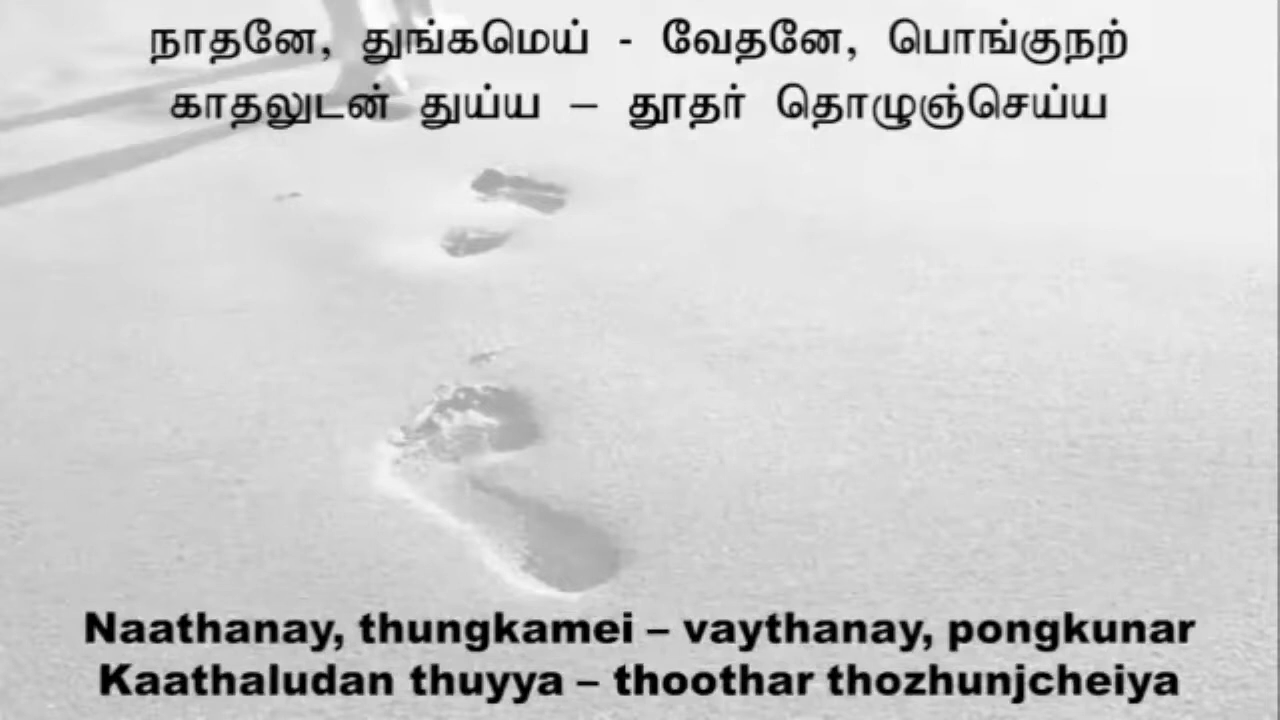 நாதனே, துங்கமெய் - வேதனே, பொங்குநற்
காதலுடன் துய்ய – தூதர் தொழுஞ்செய்ய
Naathanay, thungkamei – vaythanay, pongkunar
Kaathaludan thuyya – thoothar thozhunjcheiya